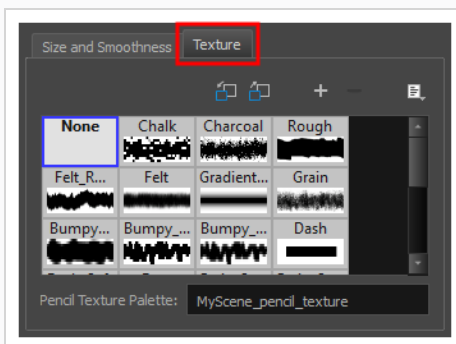 Size and Smoothness Texture
None Chalk Charcoal Rough
Felt_R... Felt Gradient... Grain
Bumpy... Bumpy_... Bumpy_... Dash
Pencil Texture Palette: MyScene_pencil_texture